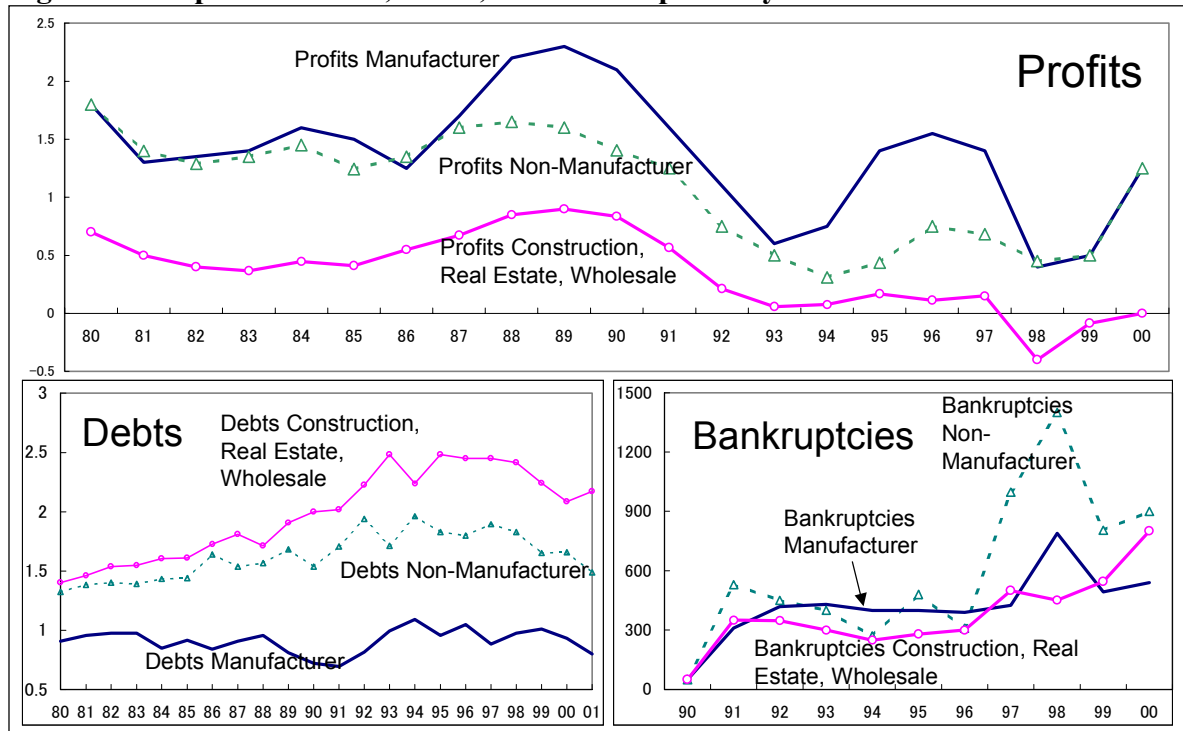 Profits
Profits Manufacturer
Profits Non-Manufacturer
Profits Construction,
Real Estate, Wholesale
2.5
2
1.5
1
0.5
0
-0.5
80 81 82 83 84 85 86 87 88 89 90 91 92 93 94 95 96 97 98 99 00
Debts
Debts Construction,
Real Estate,
Wholesale
Debts Non-Manufacturer
Debts Manufacturer
3
2.5
2
1.5
1
0.5
80 81 82 83 84 85 86 87 88 89 90 91 92 93 94 95 96 97 98 99 00 01
Bankruptcies
Bankruptcies
Non-
Manufacturer
Bankruptcies
Manufacturer
Bankruptcies Construction, Real
Estate, Wholesale
1500
1200
900
600
300
0
90 91 92 93 94 95 96 97 98 99 00